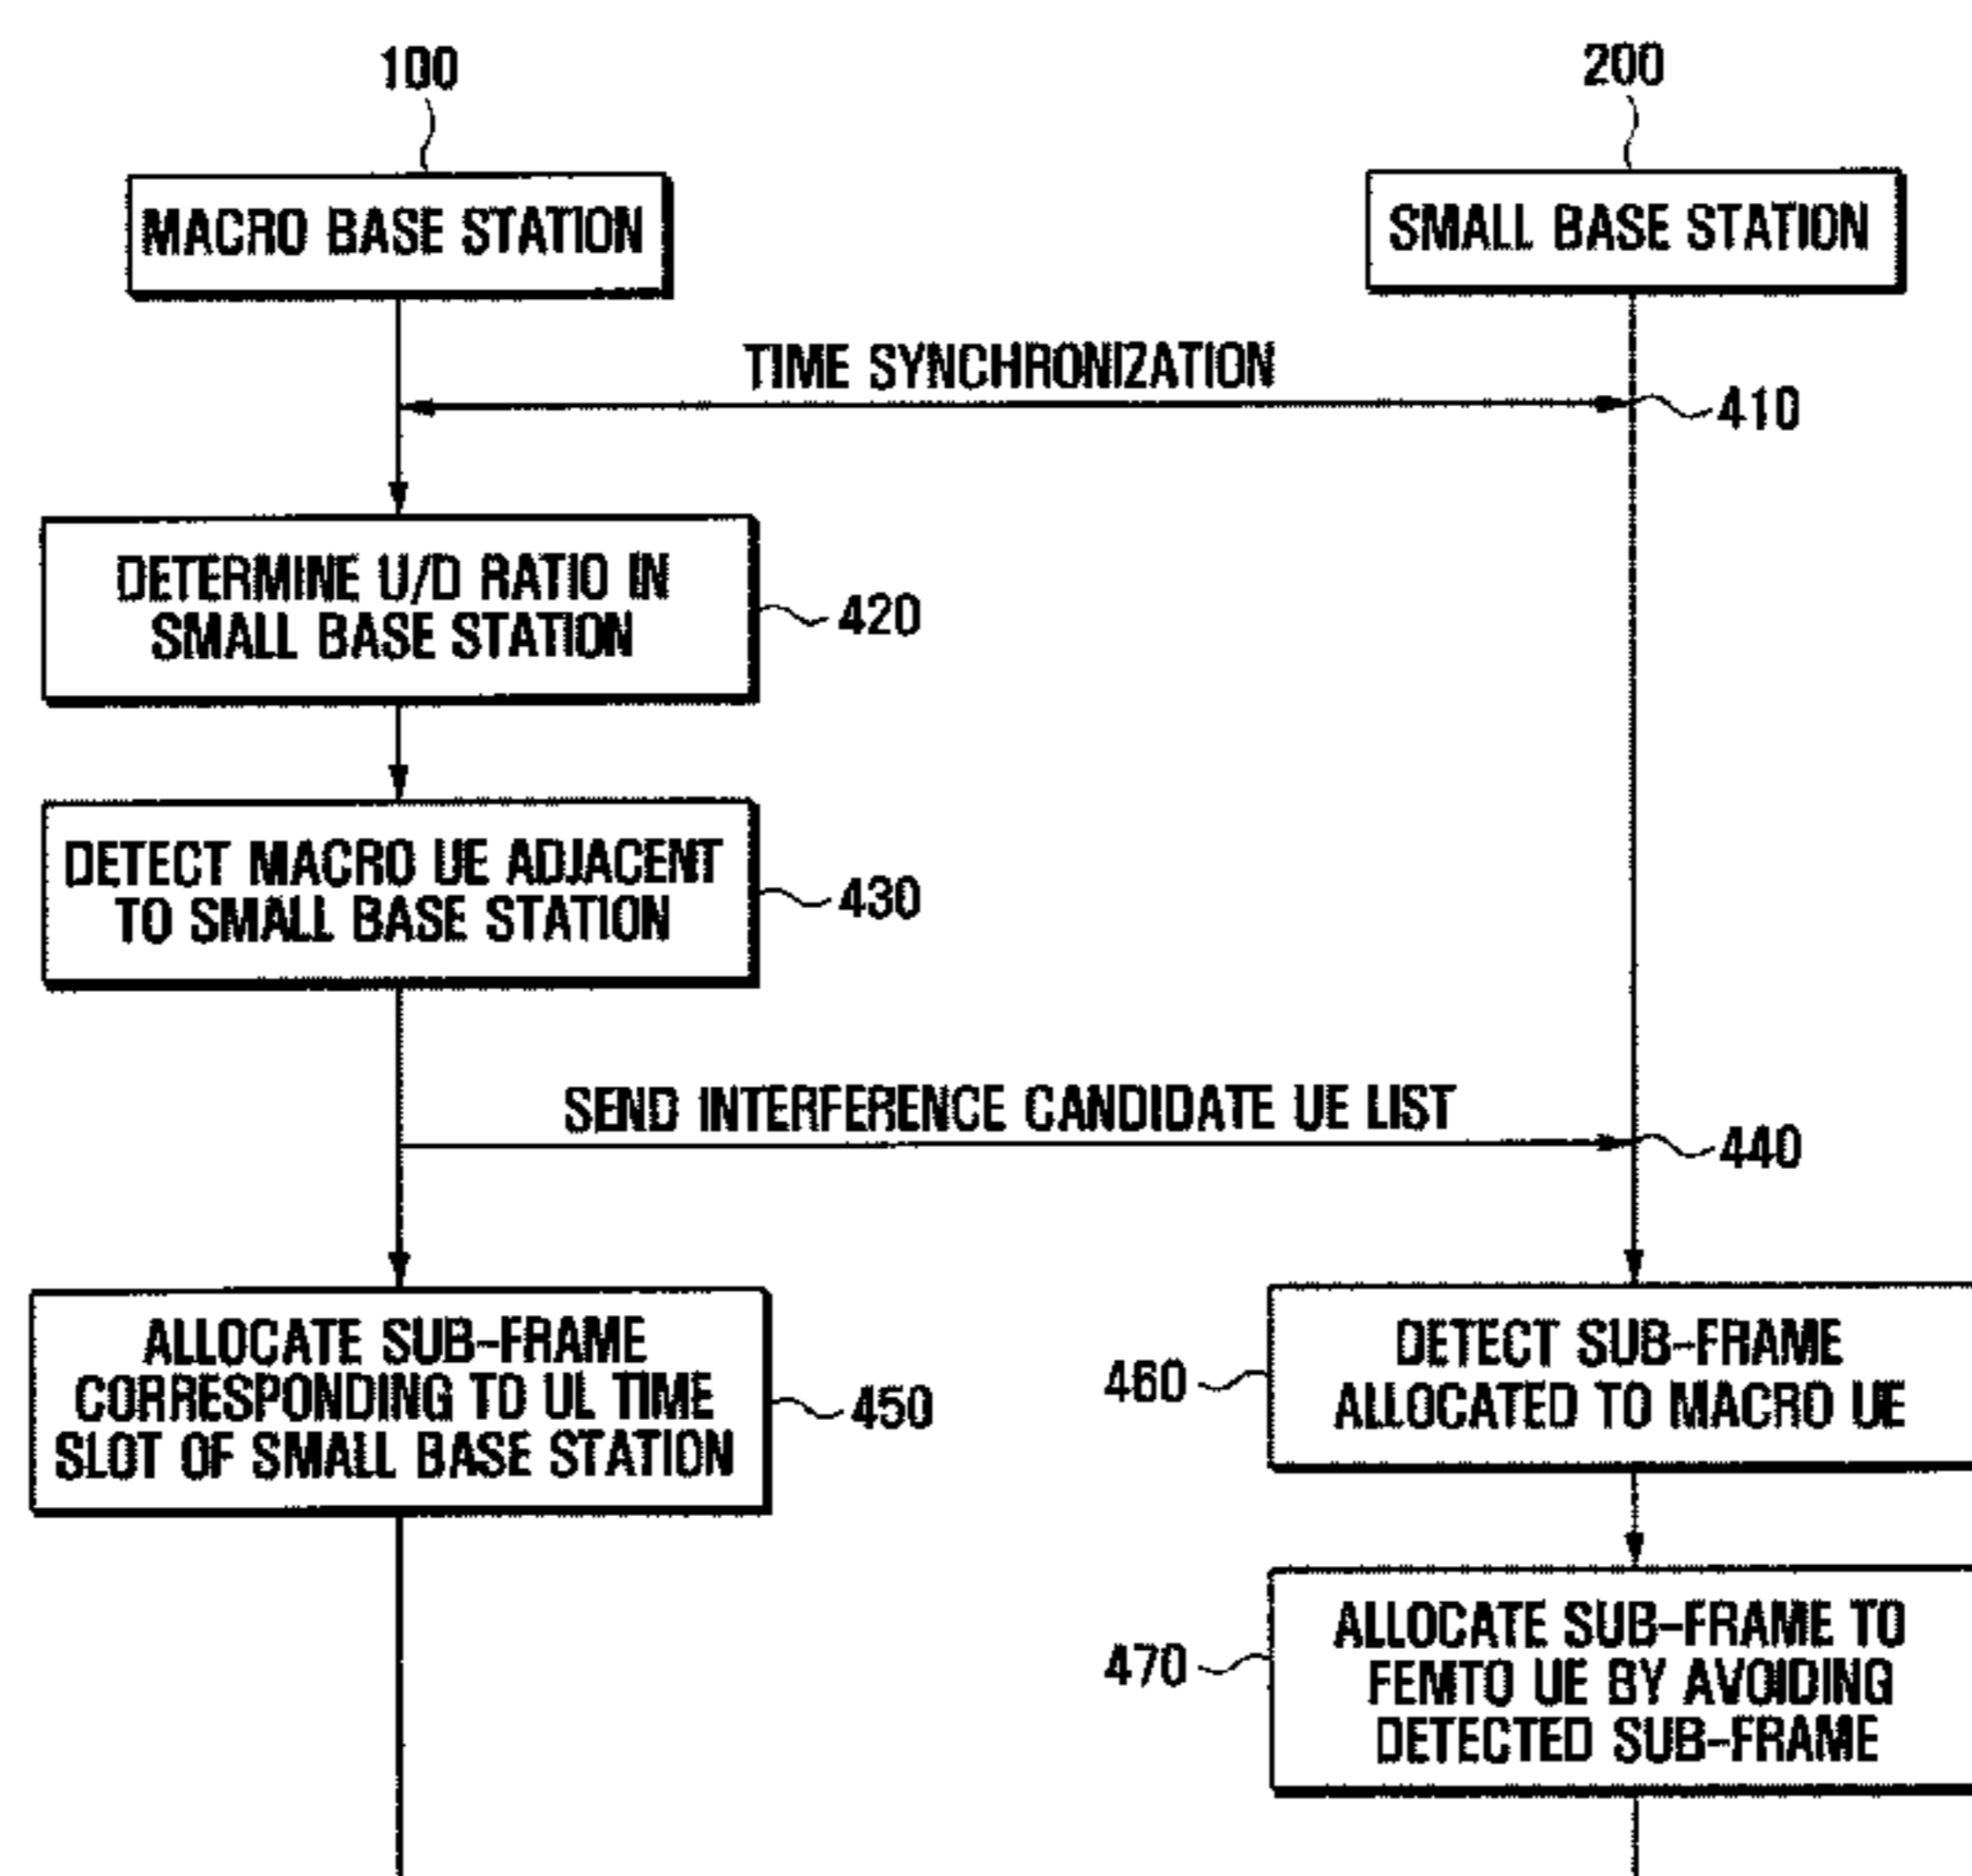 100
200
MACRO BASE STATION
SMALL BASE STATION
TIME SYNCHRONIZATION
410
DETERMINE U/D RATIO IN
SMALL BASE STATION
420
DETECT MACRO UE ADJACENT
TO SMALL BASE STATION
430
SEND INTERFERENCE CANDIDATE UE LIST
440
ALLOCATE SUB-FRAME
CORRESPONDING TO UL TIME
SLOT OF SMALL BASE STATION
450
460
DETECT SUB-FRAME
ALLOCATED TO MACRO UE
470
ALLOCATE SUB-FRAME TO
FEMTO UE BY AVOIDING
DETECTED SUB-FRAME